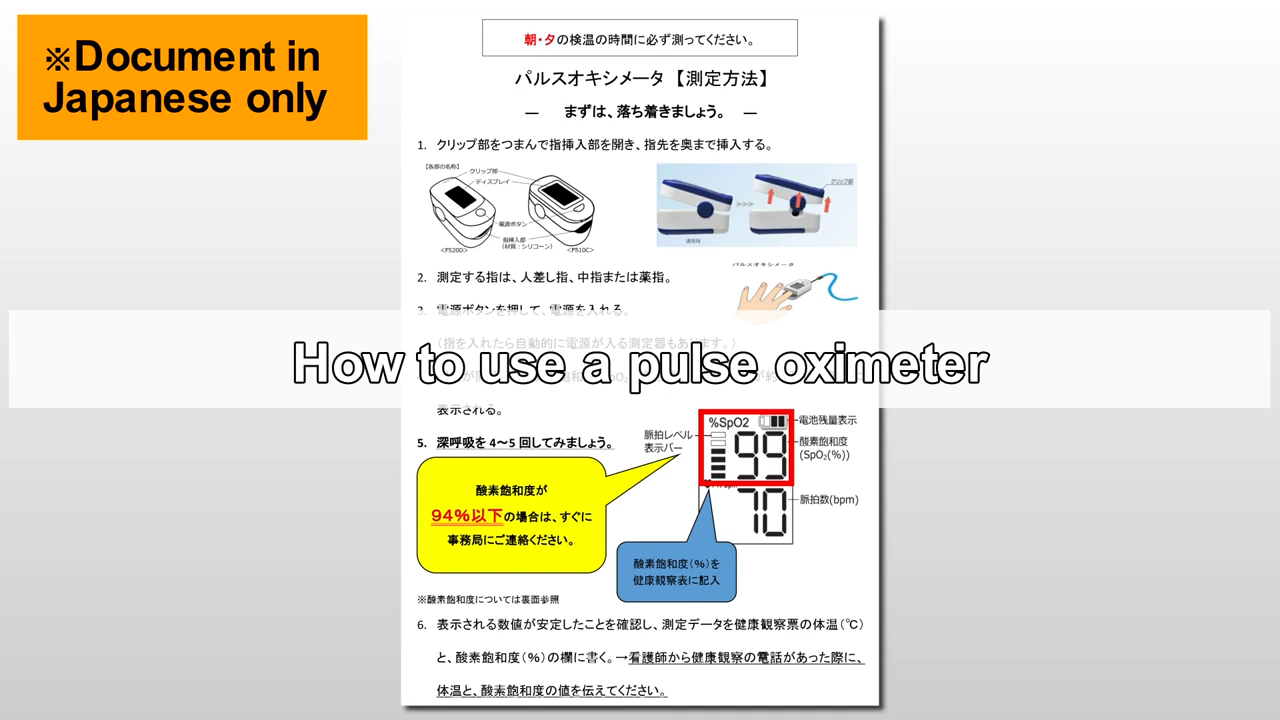 ※Document in
Japanese only
朝・夕の検温の時間に必ず測ってください。
パルスオキシメータ【測定方法】
― まずは、落ち着きましょう。 ―
1. クリップ部をつまんで指挿入部を開き、指先を奥まで挿入する。
【各部の名称】
クリップ部
ディスプレイ
電源ボタン
指挿入部
(材質:シリコーン)
<FS20D>
<FS10C>
クリップ部
通常時
2. 測定する指は、人差し指、中指または薬指。
パルスオキシメータ
3. 電源ボタンを押して、電源を入れる。
(指を入れたら自動的に電源が入る測定器もあります。)
How to use a pulse oximeter
表示される。
5. 深呼吸を4～5回してみましょう。
脈拍レベル
表示バー
%SpO2
99
70
電池残量表示
酸素飽和度
(SpO₂(%))
脈拍数(bpm)
酸素飽和度が
94%以下の場合は、すぐに
事務局にご連絡ください。
酸素飽和度(%)を
健康観察表に記入
※酸素飽和度については裏面参照
6. 表示される数値が安定したことを確認し、測定データを健康観察票の体温(℃)
と、酸素飽和度(%)の欄に書く。→看護師から健康観察の電話があった際に、
体温と、酸素飽和度の値を伝えてください。